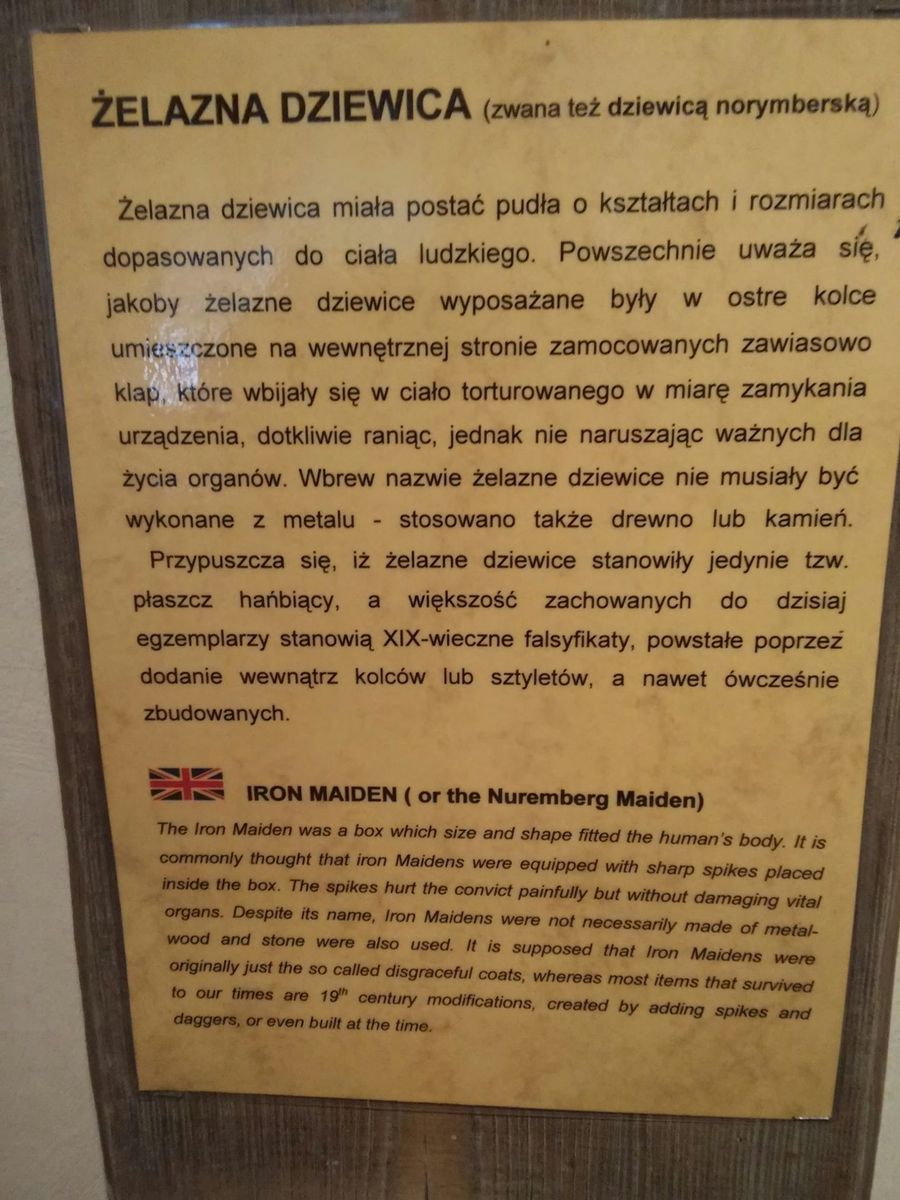 ŻELAZNA DZIEWICA (zwana też dziewicą norymberską)
Żelazna dziewica miała postać pudła o kształtach i rozmiarach
dopasowanych do ciała ludzkiego. Powszechnie uważa się,
jakoby żelazne dziewice wyposażane były w ostre kolce
umieszczone na wewnętrznej stronie zamocowanych zawiasowo
klap, które wbijały się w ciało torturowanego w miarę zamykania
urządzenia, dotkliwie raniąc, jednak nie naruszając ważnych dla
życia organów. Wbrew nazwie żelazne dziewice nie musiały być
wykonane z metalu - stosowano także drewno lub kamień.
Przypuszcza się, iż żelazne dziewice stanowiły jedynie tzw.
płaszcz hańbiący, a większość zachowanych do dzisiaj
egzemplarzy stanowią XIX-wieczne falsyfikaty, powstałe poprzez
dodanie wewnątrz kolców lub sztyletów, a nawet ówcześnie
zbudowanych.
IRON MAIDEN ( or the Nuremberg Maiden)
The Iron Maiden was a box which size and shape fitted the human's body. It is
commonly thought that iron Maidens were equipped with sharp spikes placed
inside the box. The spikes hurt the convict painfully but without damaging vital
organs. Despite its name, Iron Maidens were not necessarily made of metal-
wood and stone were also used. It is supposed that Iron Maidens were
originally just the so called disgraceful coats, whereas most items that survived
to our times are 19th century modifications, created by adding spikes and
daggers, or even built at the time.